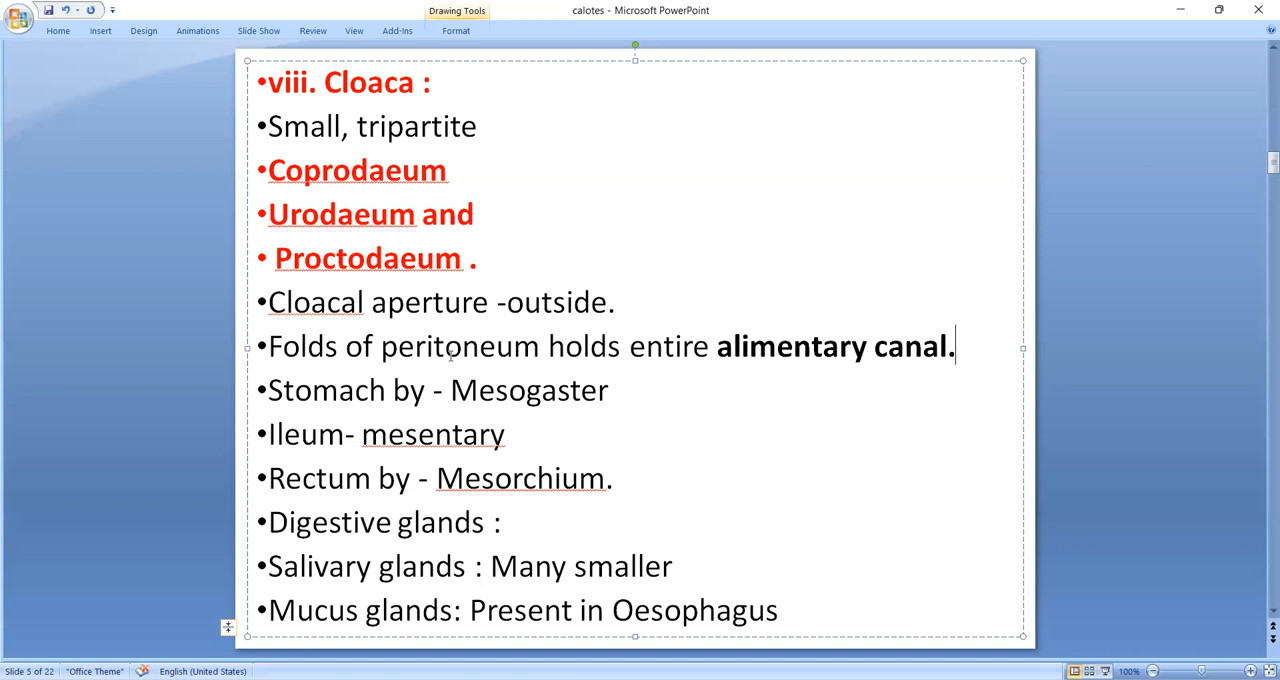 Drawing Tools
calotes - Microsoft PowerPoint
Home Insert Design Animations Slide Show Review View Add-Ins Format
•viii. Cloaca :
•Small, tripartite
•Coprodaeum
•Urodaeum and
• Proctodaeum .
•Cloacal aperture -outside.
•Folds of peritoneum holds entire alimentary canal.
•Stomach by - Mesogaster
•Ileum- mesentary
•Rectum by - Mesorchium.
•Digestive glands :
•Salivary glands : Many smaller
•Mucus glands: Present in Oesophagus
Slide 5 of 22 "Office Theme" English (United States) 100%